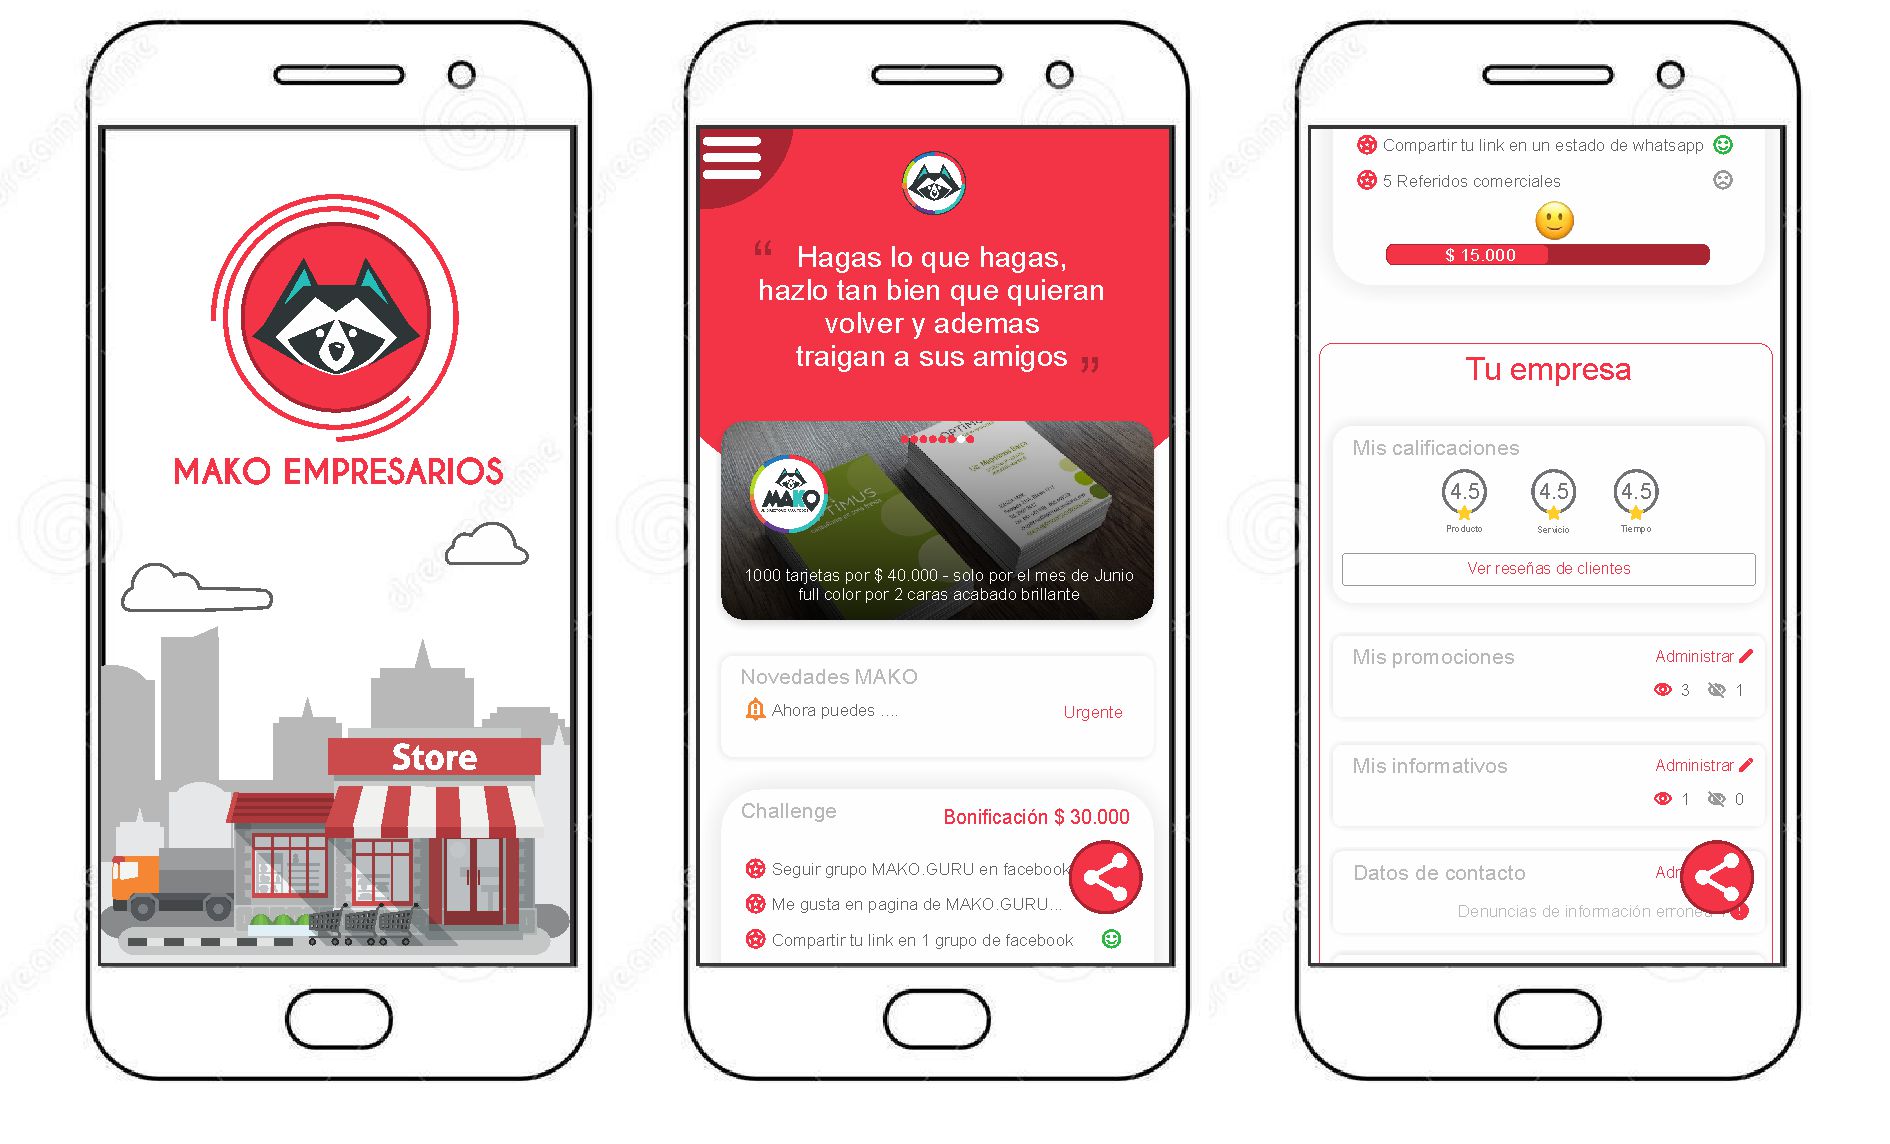 MAKO EMPRESARIOS
Store
“ Hagas lo que hagas,
hazlo tan bien que quieran
volver y ademas
traigan a sus amigos ”
OPTIMUS
MAKO
1000 tarjetas por $ 40.000 - solo por el mes de Junio
full color por 2 caras acabado brillante
Novedades MAKO
Ahora puedes ....
Urgente
Challenge
Bonificación $ 30.000
Seguir grupo MAKO.GURU en facebook
Me gusta en pagina de MAKO.GURU...
Compartir tu link en 1 grupo de facebook
Compartir tu link en un estado de whatsapp
5 Referidos comerciales
$ 15.000
Tu empresa
Mis calificaciones
4.5 4.5 4.5
Producto Servicio Tiempo
Ver reseñas de clientes
Mis promociones
Administrar
3 1
Mis informativos
Administrar
1 0
Datos de contacto
Adr
Denuncias de información erronea
dreamstime